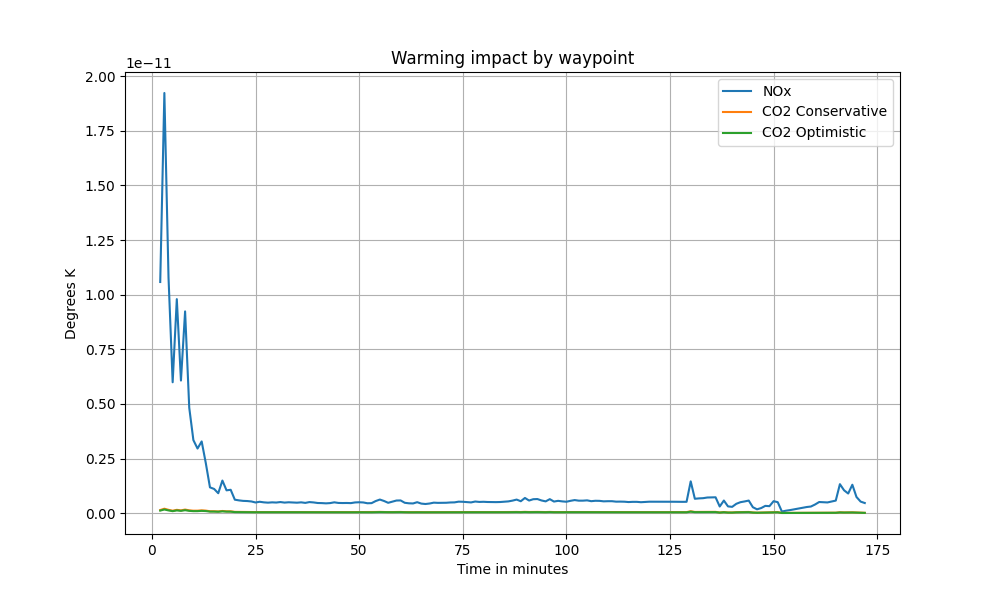 Warming impact by waypoint
1e−11
2.00
1.75
1.50
1.25
1.00
0.75
0.50
0.25
0.00
Degrees K
NOx
CO2 Conservative
CO2 Optimistic
0 25 50 75 100 125 150 175
Time in minutes